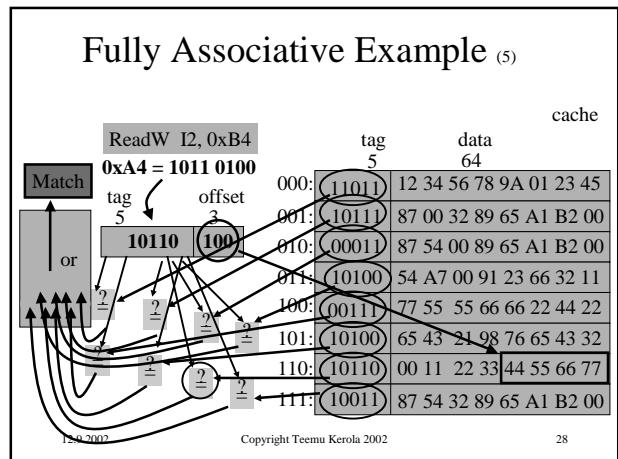 Fully Associative Example (5)
cache
ReadW I2, 0xB4
0xA4 = 1011 0100
Match
tag
5
offset
3
10110 100
or
tag
5
data
64
000: 11011 12 34 56 78 9A 01 23 45
001: 10111 87 00 32 89 65 A1 B2 00
010: 00011 87 54 00 89 65 A1 B2 00
011: 10100 54 A7 00 91 23 66 32 11
100: 00111 77 55 55 66 66 22 44 22
101: 10100 65 43 21 98 76 65 43 32
110: 10110 00 11 22 33 44 55 66 77
111: 10011 87 54 32 89 65 A1 B2 00
?
=
?
=
?
=
?
=
?
=
?
=
?
=
?
=
12.9.2002
Copyright Teemu Kerola 2002
28